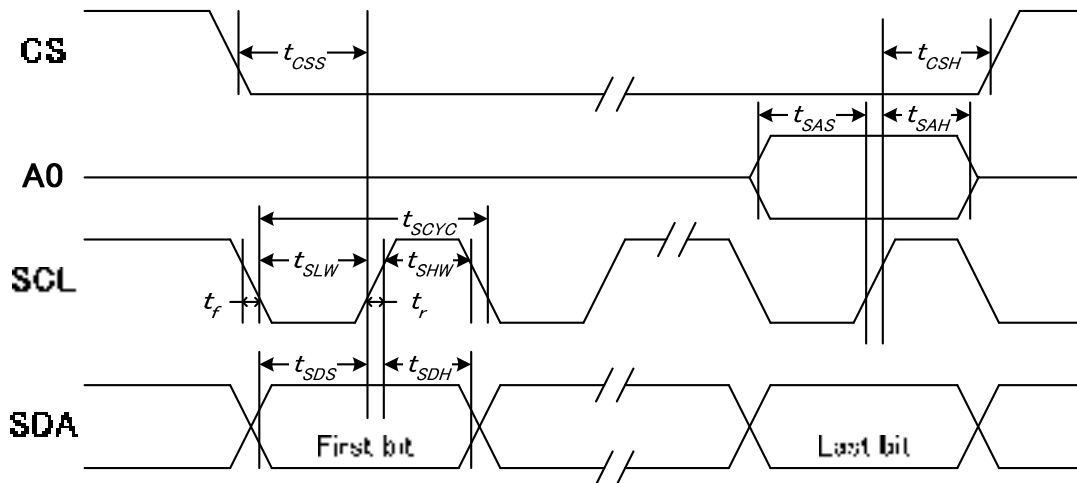 CS
tCSS
tCSH
A0
tSAS
tSAH
tSCYC
SCL
tSLW
tSHW
tf
tr
SDA
tSDS
tSDH
First bit
Last bit